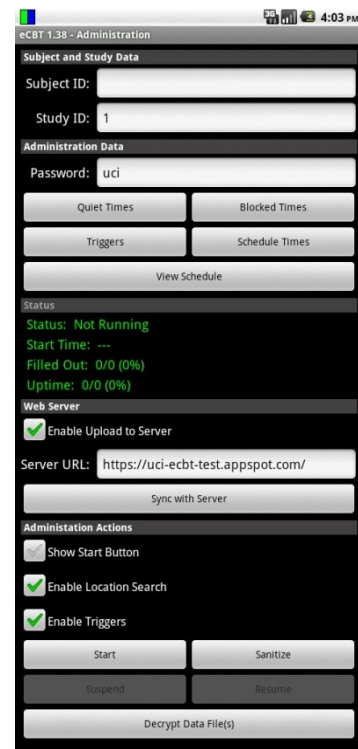 3G 4:03 PM
eCBT 1.38 - Administration
Subject and Study Data
Subject ID:
Study ID: 1
Administration Data
Password: uci
Quiet Times Blocked Times
Triggers Schedule Times
View Schedule
Status
Status: Not Running
Start Time: ---
Filled Out: 0/0 (0%)
Uptime: 0/0 (0%)
Web Server
Enable Upload to Server
Server URL: https://uci-ecbt-test.appspot.com/
Sync with Server
Administation Actions
Show Start Button
Enable Location Search
Enable Triggers
Start Sanitize
Suspend Resume
Decrypt Data File(s)